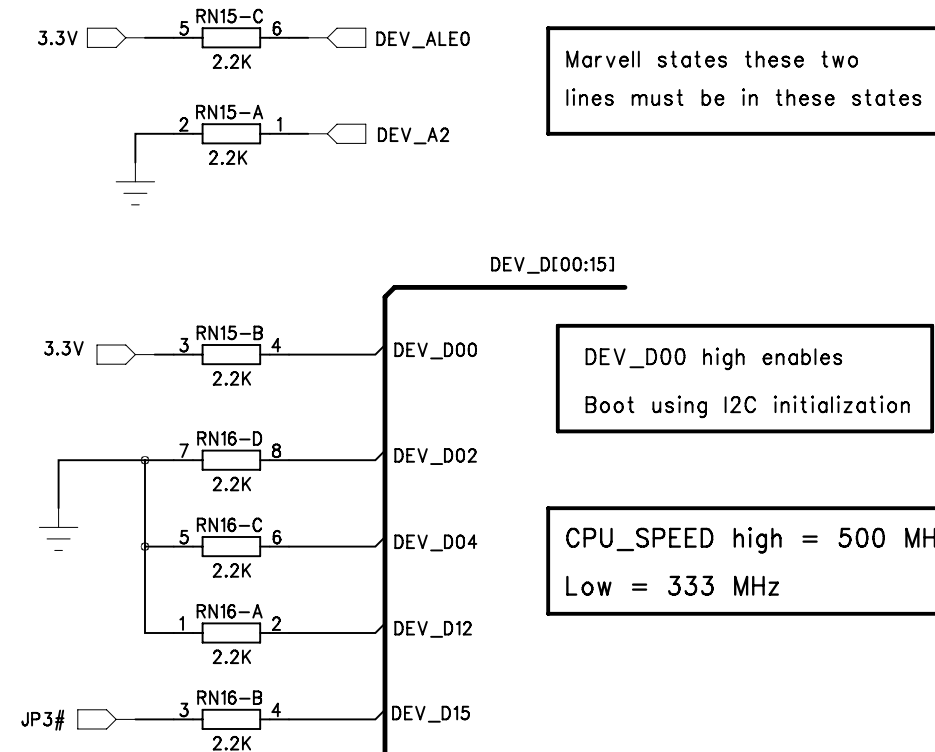 RN15-C
3.3V 5 6 DEV_ALE0
2.2K
Marvell states these two
lines must be in these states
RN15-A
2 1 DEV_A2
2.2K
DEV_D[00:15]
RN15-B
3.3V 3 4 DEV_D00
2.2K
DEV_D00 high enables
Boot using I2C initialization
RN16-D
7 8 DEV_D02
2.2K
RN16-C
5 6 DEV_D04
2.2K
CPU_SPEED high = 500 MH
Low = 333 MHz
RN16-A
1 2 DEV_D12
2.2K
RN16-B
JP3# 3 4 DEV_D15
2.2K